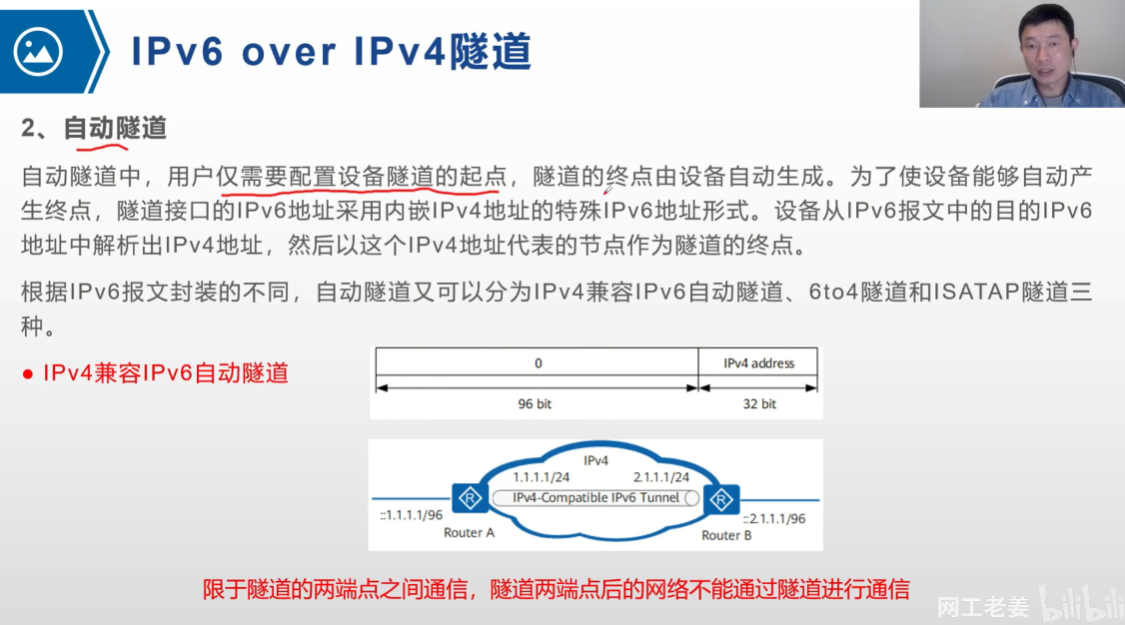 IPv6 over IPv4隧道
2、自动隧道
自动隧道中，用户仅需要配置设备隧道的起点，隧道的终点由设备自动生成。为了使设备能够自动产
生终点，隧道接口的IPv6地址采用内嵌IPv4地址的特殊IPv6地址形式。设备从IPv6报文中的目的IPv6
地址中解析出IPv4地址，然后以这个IPv4地址代表的节点作为隧道的终点。
根据IPv6报文封装的不同，自动隧道又可以分为IPv4兼容IPv6自动隧道、6to4隧道和ISATAP隧道三
种。
● IPv4兼容IPv6自动隧道
0 IPv4 address
96 bit 32 bit
IPv4
1.1.1.1/24 2.1.1.1/24
R IPv4-Compatible IPv6 Tunnel R
::1.1.1.1/96 ::2.1.1.1/96
Router A Router B
限于隧道的两端点之间通信，隧道两端点后的网络不能通过隧道进行通信
网工老姜 bilibili